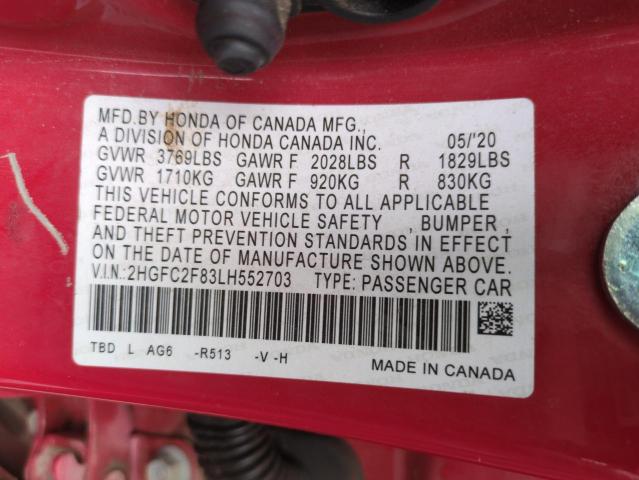 MFD.BY HONDA OF CANADA MFG.,
A DIVISION OF HONDA CANADA INC. 05/'20
GVWR 3769LBS GAWR F 2028LBS R 1829LBS
GVWR 1710KG GAWR F 920KG R 830KG
THIS VEHICLE CONFORMS TO ALL APPLICABLE
FEDERAL MOTOR VEHICLE SAFETY , BUMPER ,
AND THEFT PREVENTION STANDARDS IN EFFECT
ON THE DATE OF MANUFACTURE SHOWN ABOVE.
V.I.N.:2HGFC2F83LH552703 TYPE: PASSENGER CAR
TBD L AG6 -R513 -V -H
MADE IN CANADA